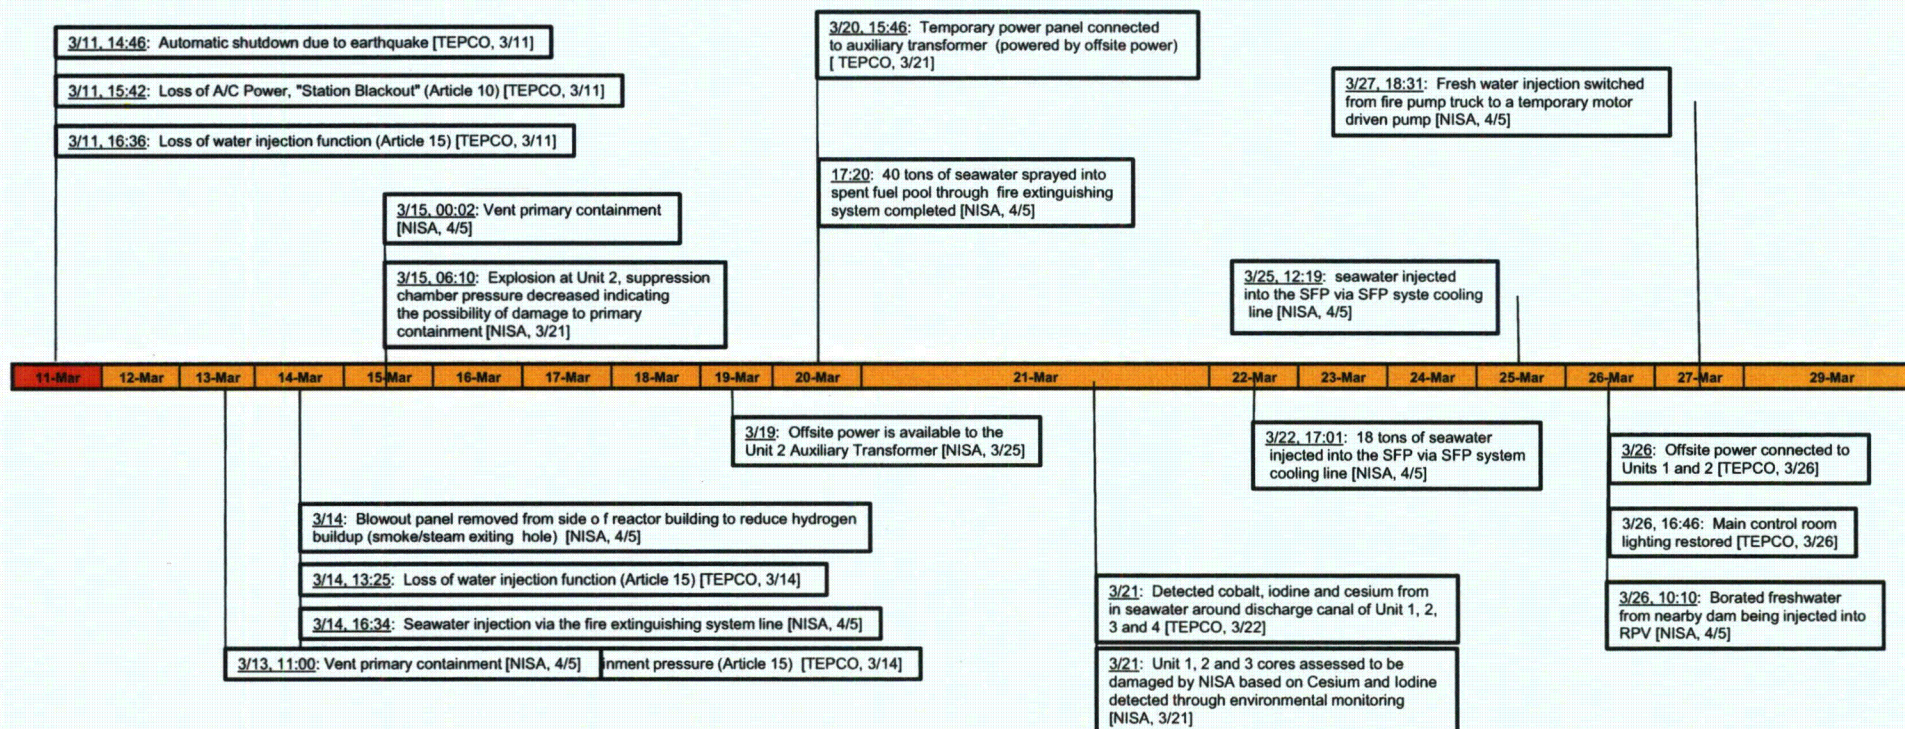 3/11, 14:46: Automatic shutdown due to earthquake [TEPCO, 3/11]
3/11, 15:42: Loss of A/C Power, "Station Blackout" (Article 10) [TEPCO, 3/11]
3/11, 16:36: Loss of water injection function (Article 15) [TEPCO, 3/11]
3/15, 00:02: Vent primary containment
[NISA, 4/5]
3/15, 06:10: Explosion at Unit 2, suppression
chamber pressure decreased indicating
the possibility of damage to primary
containment [NISA, 3/21]
3/20, 15:46: Temporary power panel connected
to auxiliary transformer (powered by offsite power)
[ TEPCO, 3/21]
17:20: 40 tons of seawater sprayed into
spent fuel pool through fire extinguishing
system completed [NISA, 4/5]
3/27, 18:31: Fresh water injection switched
from fire pump truck to a temporary motor
driven pump [NISA, 4/5]
3/25, 12:19: seawater injected
into the SFP via SFP syste cooling
line [NISA, 4/5]
11-Mar 12-Mar 13-Mar 14-Mar 15-Mar 16-Mar 17-Mar 18-Mar 19-Mar 20-Mar 21-Mar 22-Mar 23-Mar 24-Mar 25-Mar 26-Mar 27-Mar 29-Mar
3/19: Offsite power is available to the
Unit 2 Auxiliary Transformer [NISA, 3/25]
3/14: Blowout panel removed from side o f reactor building to reduce hydrogen
buildup (smoke/steam exiting hole) [NISA, 4/5]
3/14, 13:25: Loss of water injection function (Article 15) [TEPCO, 3/14]
3/14, 16:34: Seawater injection via the fire extinguishing system line [NISA, 4/5]
3/13, 11:00: Vent primary containment [NISA, 4/5]
inment pressure (Article 15) [TEPCO, 3/14]
3/21: Detected cobalt, iodine and cesium from
in seawater around discharge canal of Unit 1, 2,
3 and 4 [TEPCO, 3/22]
3/21: Unit 1, 2 and 3 cores assessed to be
damaged by NISA based on Cesium and Iodine
detected through environmental monitoring
[NISA, 3/21]
3/22, 17:01: 18 tons of seawater
injected into the SFP via SFP system
cooling line [NISA, 4/5]
3/26: Offsite power connected to
Units 1 and 2 [TEPCO, 3/26]
3/26, 16:46: Main control room
lighting restored [TEPCO, 3/26]
3/26, 10:10: Borated freshwater
from nearby dam being injected into
RPV [NISA, 4/5]